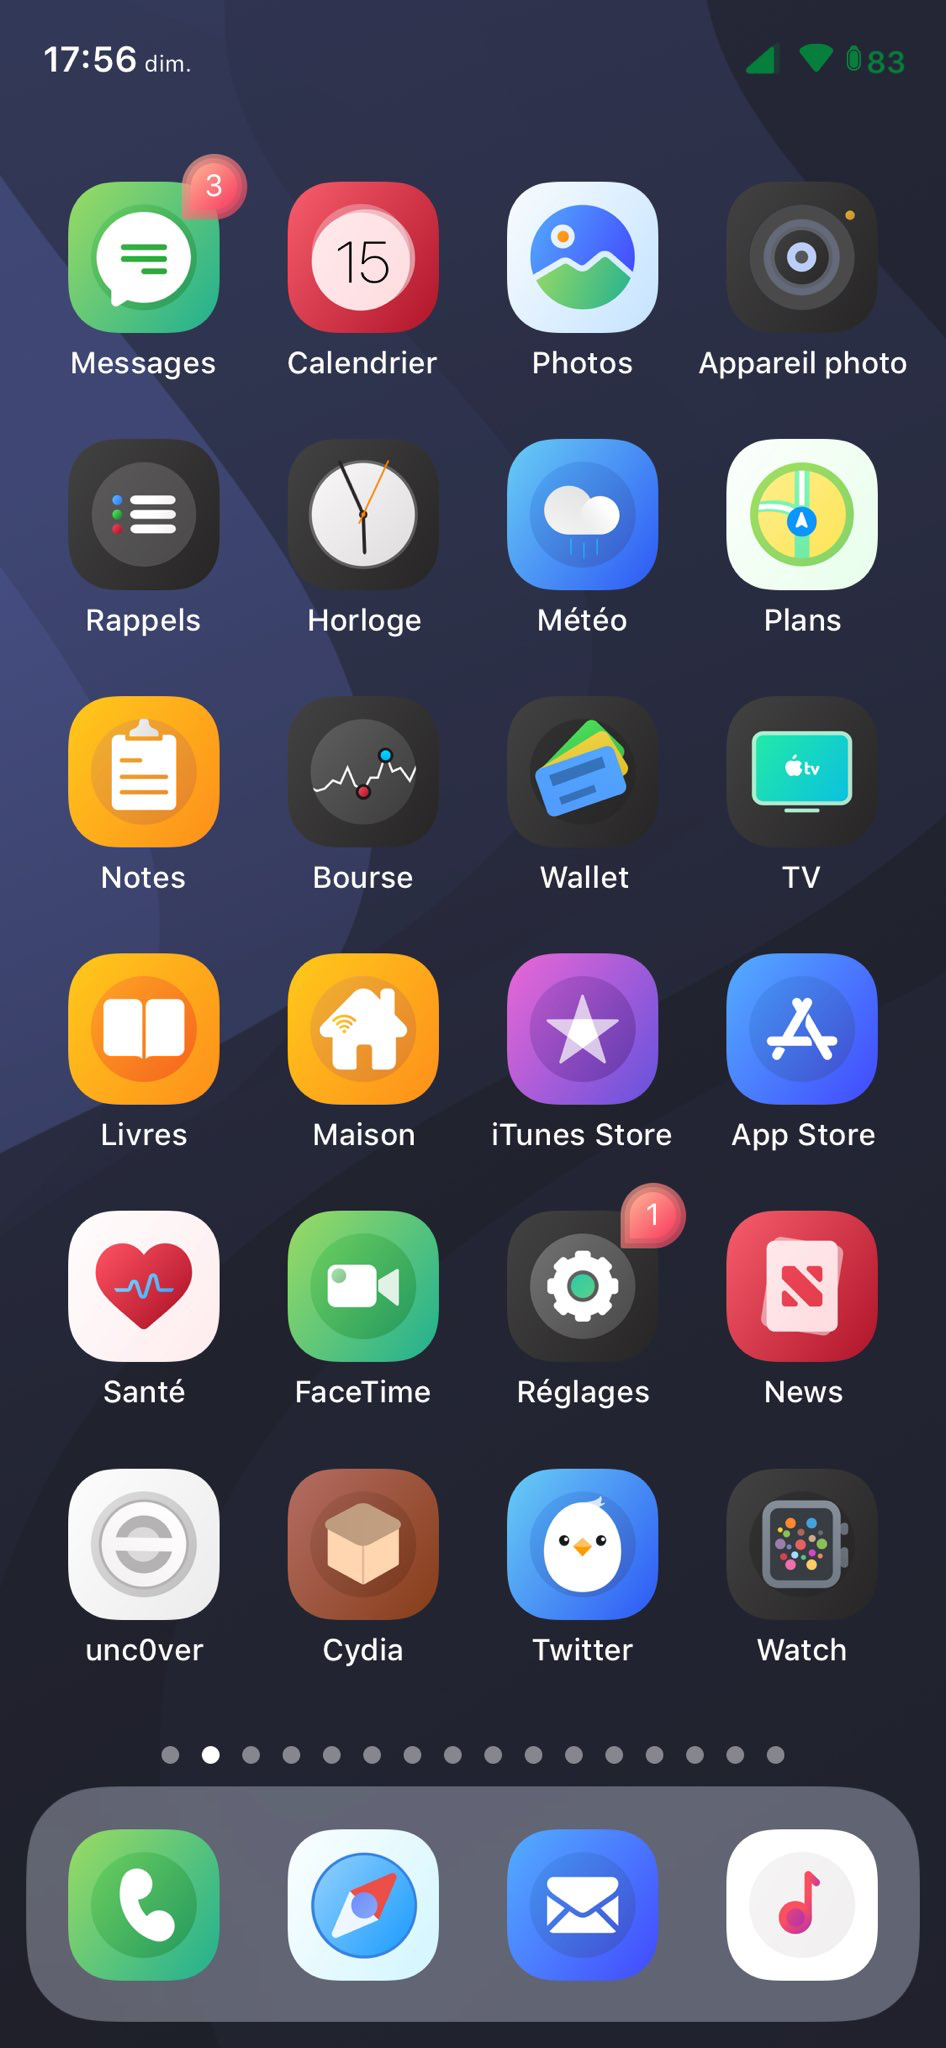 17:56 dim.
83
3
15
Messages Calendrier Photos Appareil photo
Rappels Horloge Météo Plans
tv
Notes Bourse Wallet TV
Livres Maison iTunes Store App Store
1
Santé FaceTime Réglages News
unc0ver Cydia Twitter Watch